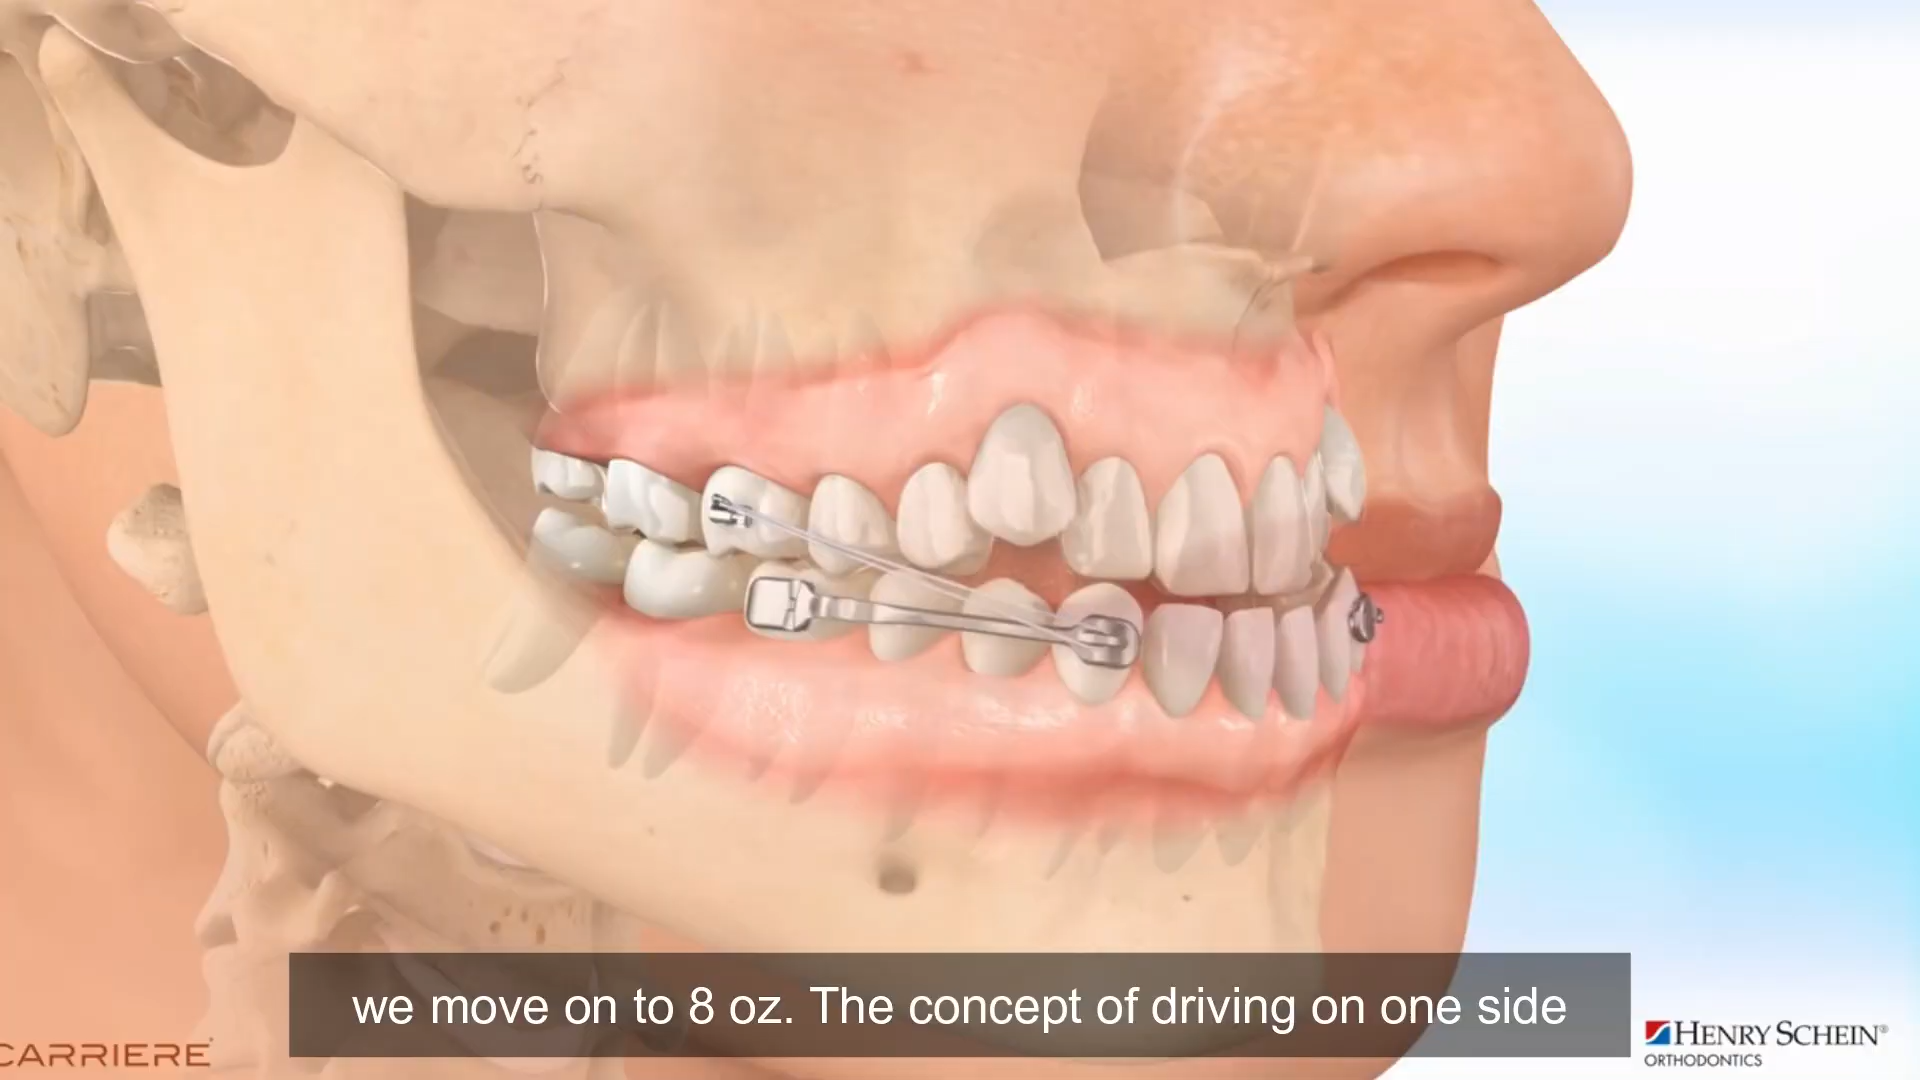 we move on to 8 oz. The concept of driving on one side
CARRIERE
HENRY SCHEIN®
ORTHODONTICS